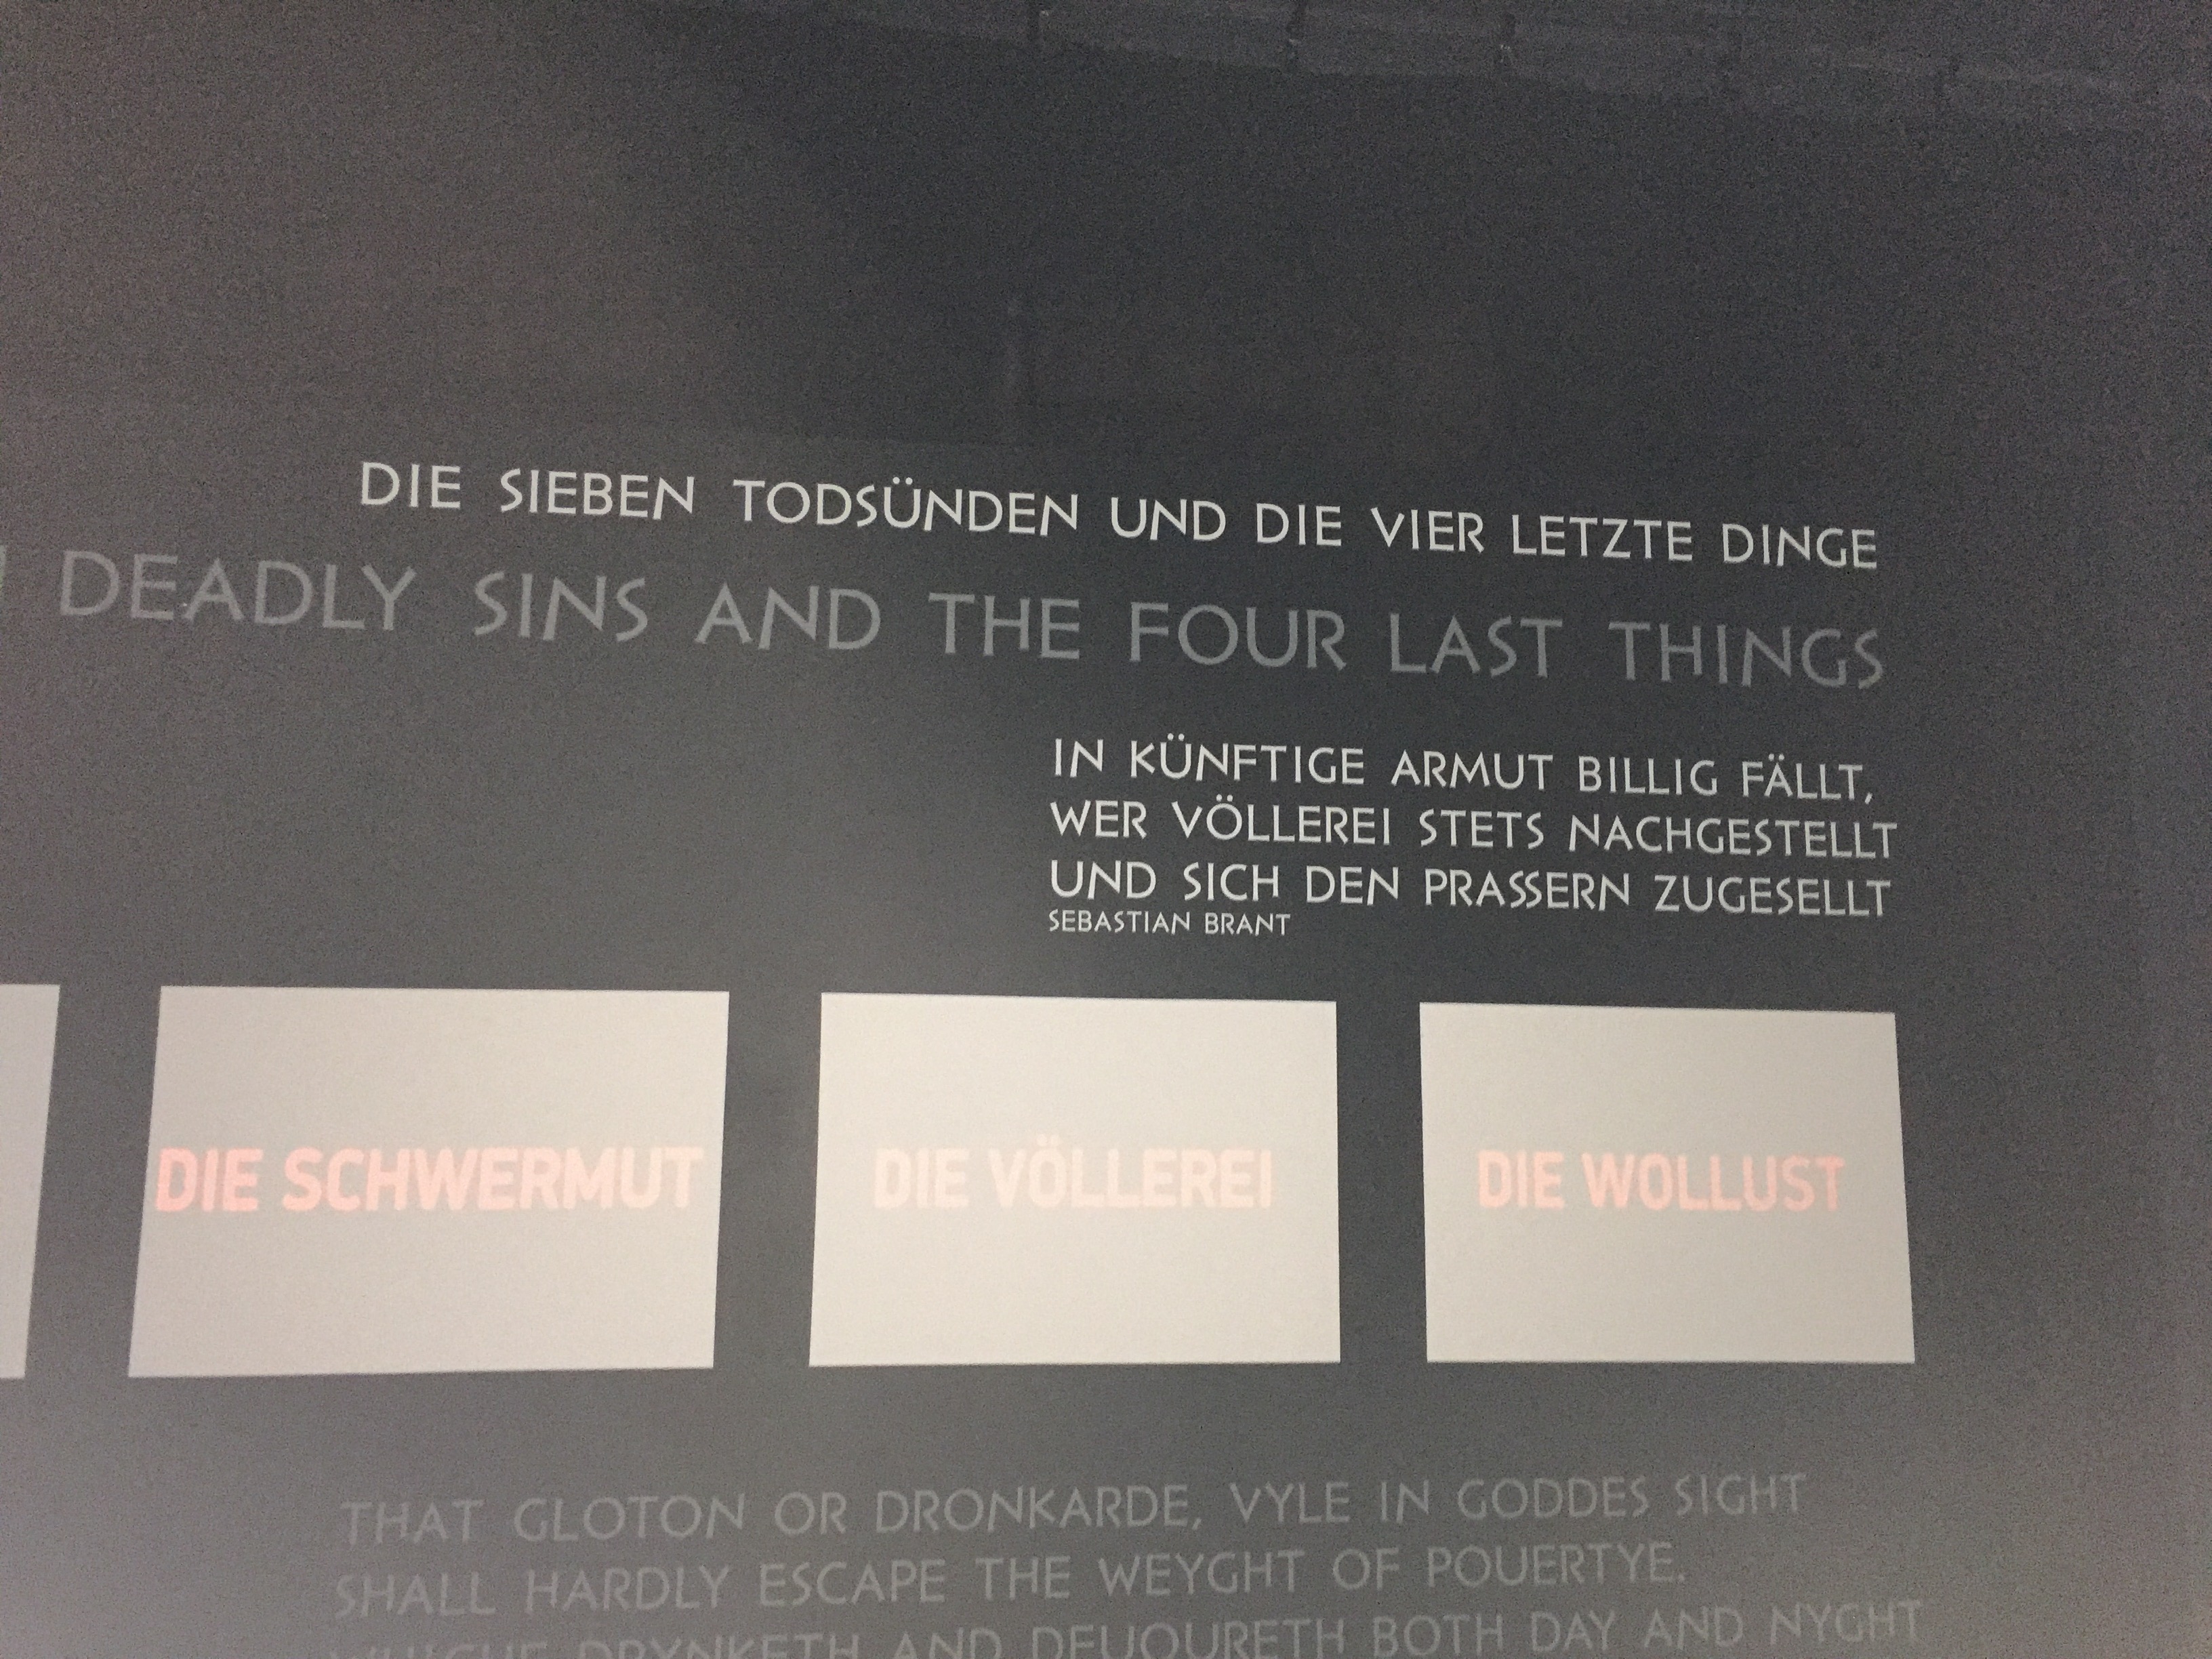 DIE SIEBEN TODSÜNDEN UND DIE VIER LETZTE DINGE
DEADLY SINS AND THE FOUR LAST THINGS
IN KÜNFTIGE ARMUT BILLIG FÄLLT,
WER VÖLLEREI STETS NACHGESTELLT
UND SICH DEN PRASSERN ZUGESELLT
SEBASTIAN BRANT
DIE SCHWERMUT
DIE VÖLLEREI
DIE WOLLUST
THAT GLOTON OR DRONKARDE, VYLE IN GODDES SIGHT
SHALL HARDLY ESCAPE THE WEYGHT OF POUERTYE.
DRYNKETH AND DEUOURETH BOTH DAY AND NYGHT